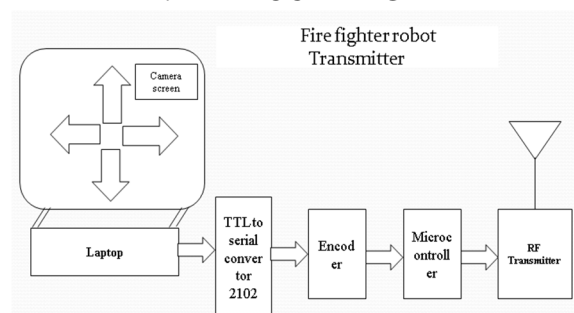 Fire fighter robot
Transmitter
Camera
screen
Laptop
TTL to
serial
conver
tor
2102
Encod
er
Microc
ontroll
er
RF
Transmitter